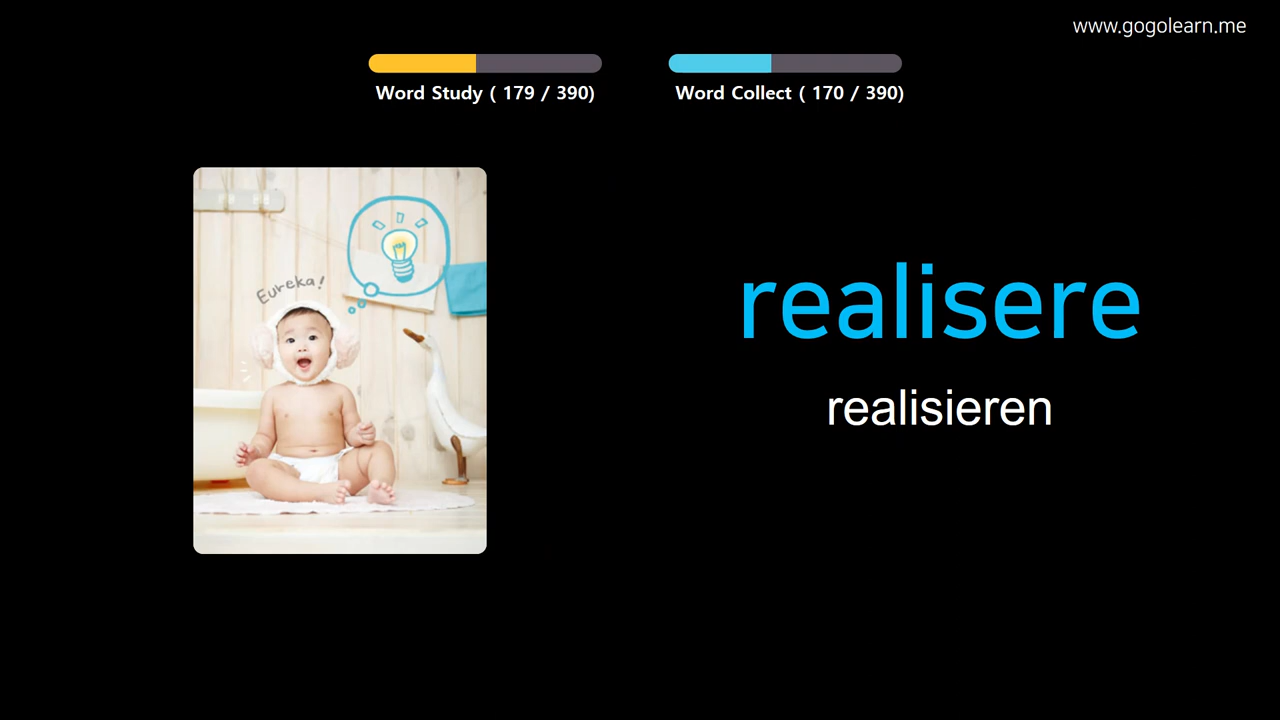 www.gogolearn.me
Word Study ( 179 / 390)
Word Collect ( 170 / 390)
Eureka!
realisere
realisieren